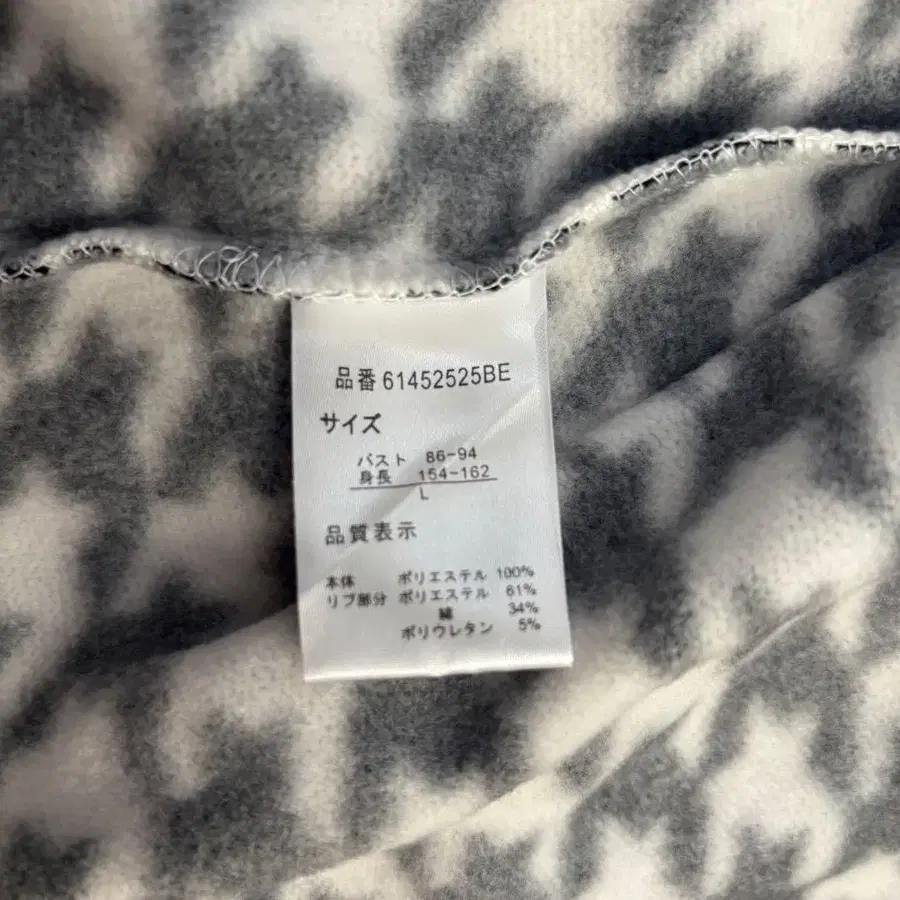 品番 61452525BE
サイズ
バスト 86-94
身長 154-162
L
品質表示
本体 ポリエステル 100%
リブ部分 ポリエステル 61%
綿 34%
ポリウレタン 5%